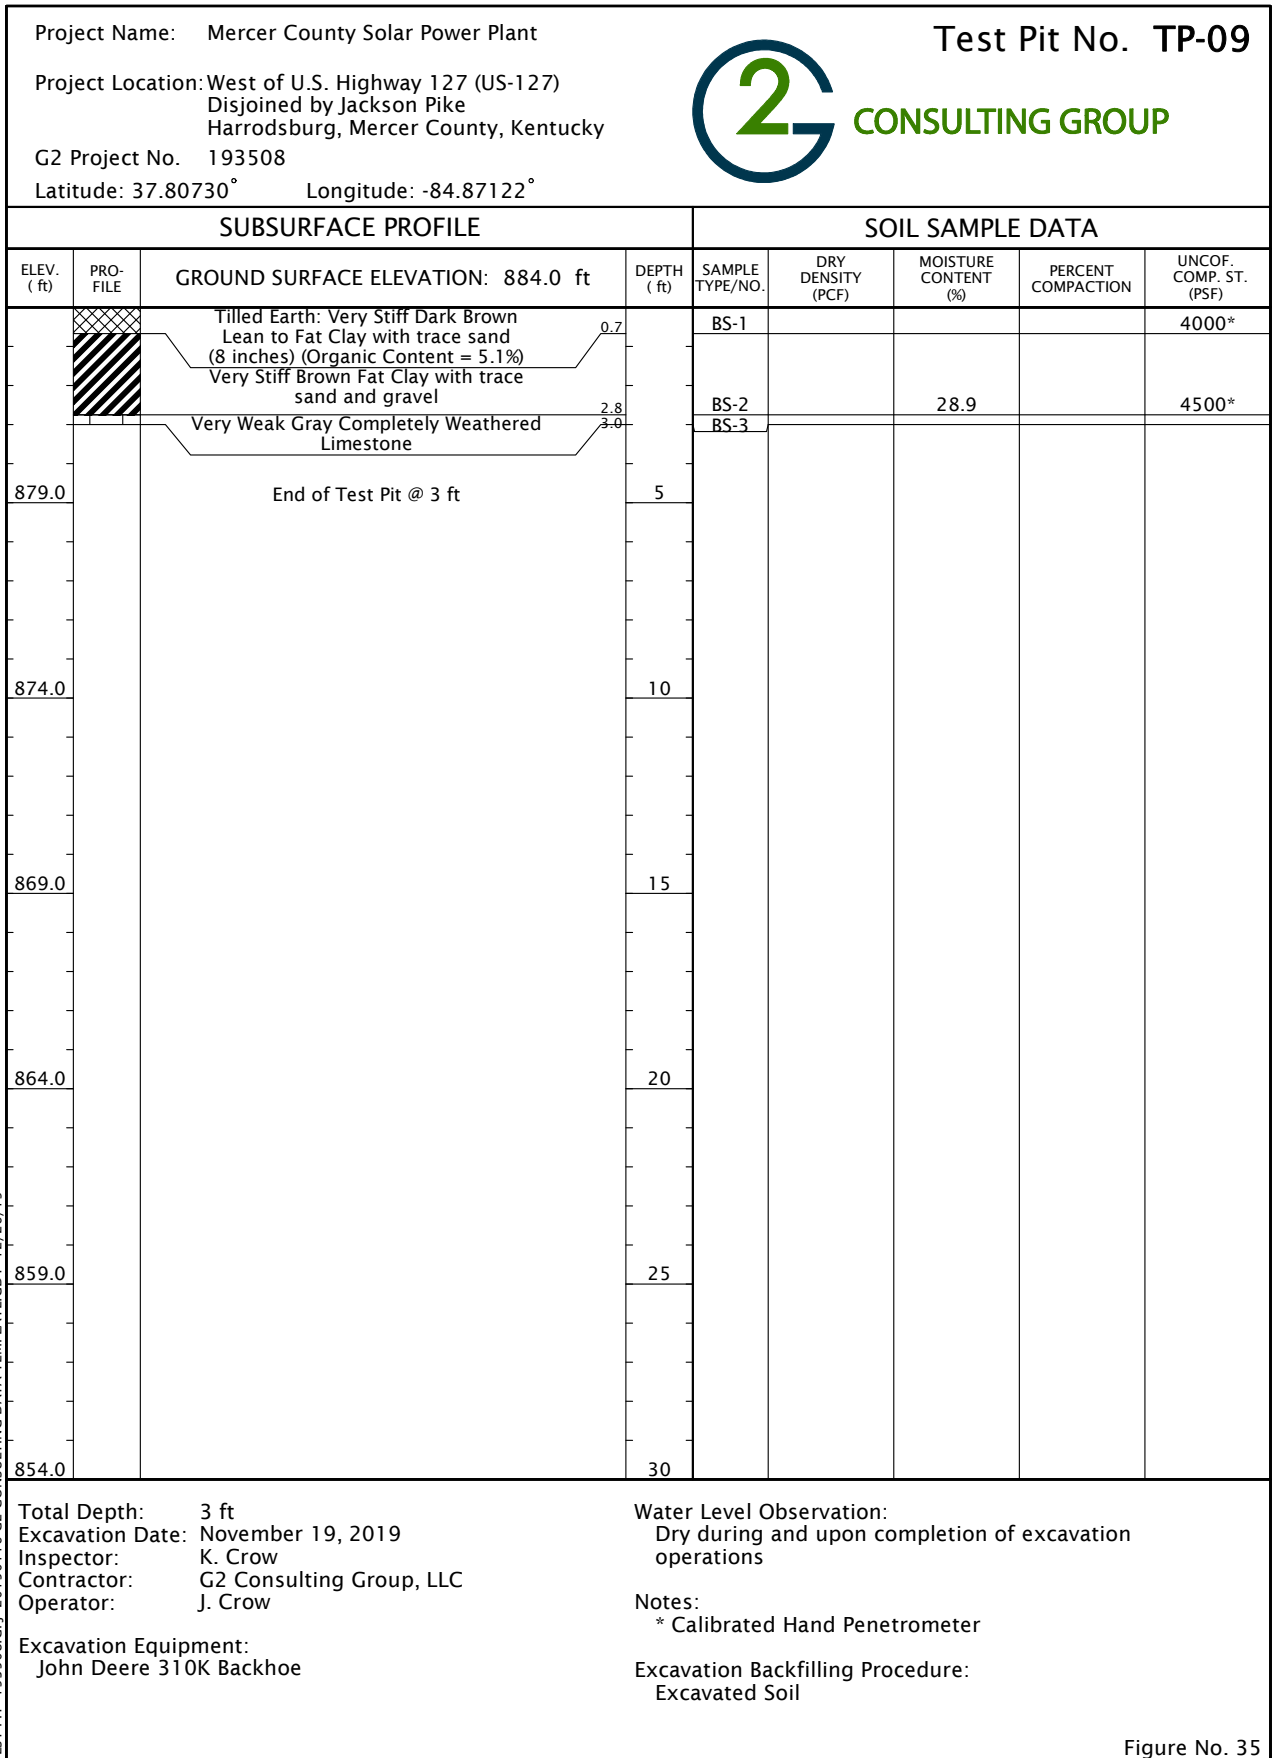 Project Name: Mercer County Solar Power Plant
Project Location: West of U.S. Highway 127 (US-127)
Disjoined by Jackson Pike
Harrodsburg, Mercer County, Kentucky
G2 Project No. 193508
Latitude: 37.80730° Longitude: -84.87122°
G2 CONSULTING GROUP
Test Pit No. TP-09
SUBSURFACE PROFILE
SOIL SAMPLE DATA
ELEV. (ft)
PRO-FILE
GROUND SURFACE ELEVATION: 884.0 ft
DEPTH (ft)
SAMPLE TYPE/NO.
DRY DENSITY (PCF)
MOISTURE CONTENT (%)
PERCENT COMPACTION
UNCOF. COMP. ST. (PSF)
Tilled Earth: Very Stiff Dark Brown
Lean to Fat Clay with trace sand
(8 inches) (Organic Content = 5.1%)
0.7
BS-1 4000*
Very Stiff Brown Fat Clay with trace
sand and gravel
2.8
BS-2 28.9 4500*
Very Weak Gray Completely Weathered
Limestone
3.0
BS-3
879.0 End of Test Pit @ 3 ft 5
874.0 10
869.0 15
864.0 20
859.0 25
854.0 30
Total Depth: 3 ft
Excavation Date: November 19, 2019
Inspector: K. Crow
Contractor: G2 Consulting Group, LLC
Operator: J. Crow
Excavation Equipment:
John Deere 310K Backhoe
Water Level Observation:
Dry during and upon completion of excavation
operations
Notes:
* Calibrated Hand Penetrometer
Excavation Backfilling Procedure:
Excavated Soil
Figure No. 35